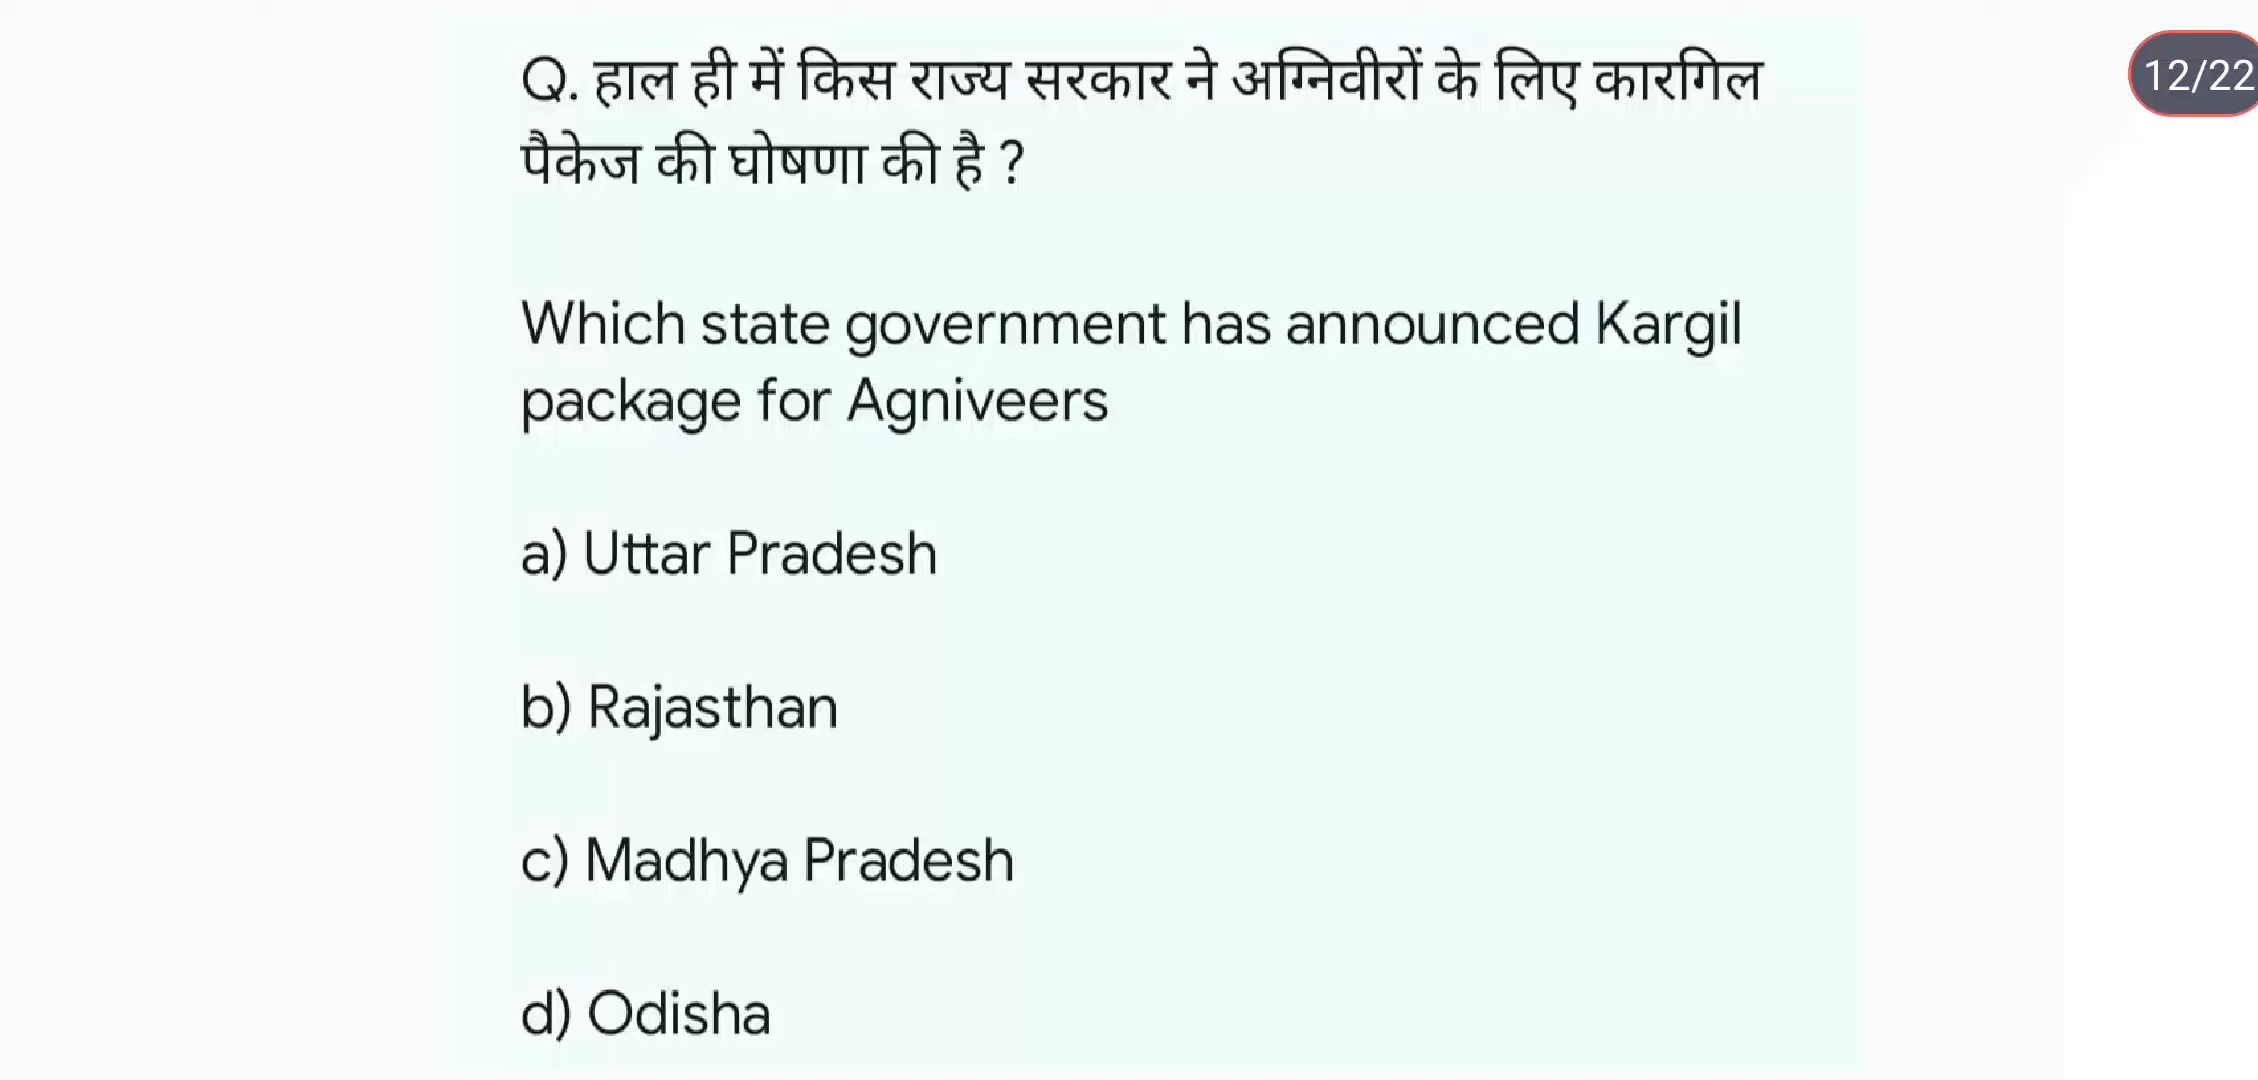 Q. हाल ही में किस राज्य सरकार ने अग्निवीरों के लिए कारगिल
पैकेज की घोषणा की है ?
12/22
Which state government has announced Kargil
package for Agniveers
a) Uttar Pradesh
b) Rajasthan
c) Madhya Pradesh
d) Odisha